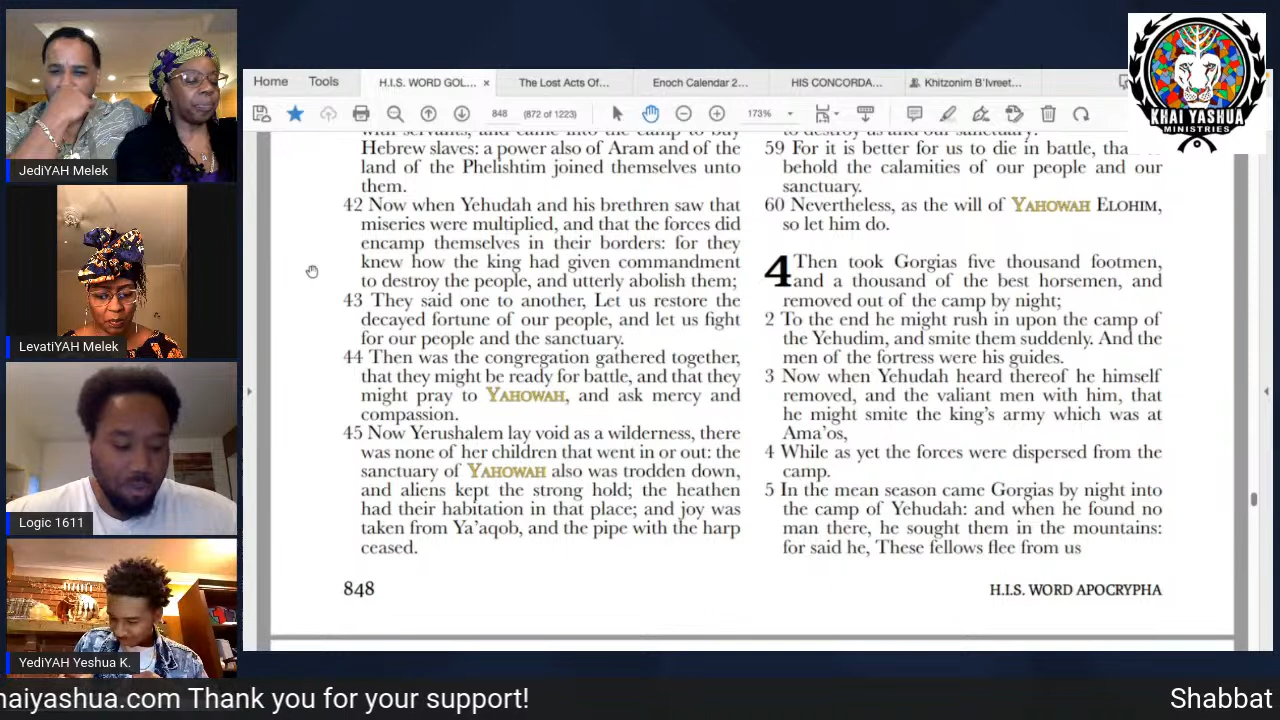 JediYAH Melek
LevatiYAH Melek
Logic 1611
YediYAH Yeshua K.
Home
Tools
H.I.S. WORD GOL...
×
The Lost Acts Of...
Enoch Calendar 2...
HIS CONCORDA...
Khitzonim B'Ivreet...
KHAI YASHUA
MINISTRIES
848
(872 of 1223)
173%
with servants, and came into the camp to buy
Hebrew slaves: a power also of Aram and of the
land of the Phelishtim joined themselves unto
them.
42 Now when Yehudah and his brethren saw that
miseries were multiplied, and that the forces did
encamp themselves in their borders: for they
knew how the king had given commandment
to destroy the people, and utterly abolish them;
43 They said one to another, Let us restore the
decayed fortune of our people, and let us fight
for our people and the sanctuary.
44 Then was the congregation gathered together,
that they might be ready for battle, and that they
might pray to YAHOWAH, and ask mercy and
compassion.
45 Now Yerushalem lay void as a wilderness, there
was none of her children that went in or out: the
sanctuary of YAHOWAH also was trodden down,
and aliens kept the strong hold; the heathen
had their habitation in that place; and joy was
taken from Ya'aqob, and the pipe with the harp
ceased.
to destroy us and our sanctuary.
59 For it is better for us to die in battle, tha
behold the calamities of our people and our
sanctuary.
60 Nevertheless, as the will of YAHOWAH ELOHIM,
so let him do.
4 Then took Gorgias five thousand footmen,
and a thousand of the best horsemen, and
removed out of the camp by night;
2 To the end he might rush in upon the camp of
the Yehudim, and smite them suddenly. And the
men of the fortress were his guides.
3 Now when Yehudah heard thereof he himself
removed, and the valiant men with him, that
he might smite the king's army which was at
Ama'os,
4 While as yet the forces were dispersed from the
camp.
5 In the mean season came Gorgias by night into
the camp of Yehudah: and when he found no
man there, he sought them in the mountains:
for said he, These fellows flee from us
848
H.I.S. WORD APOCRYPHA
haiyashua.com Thank you for your support!
Shabbat